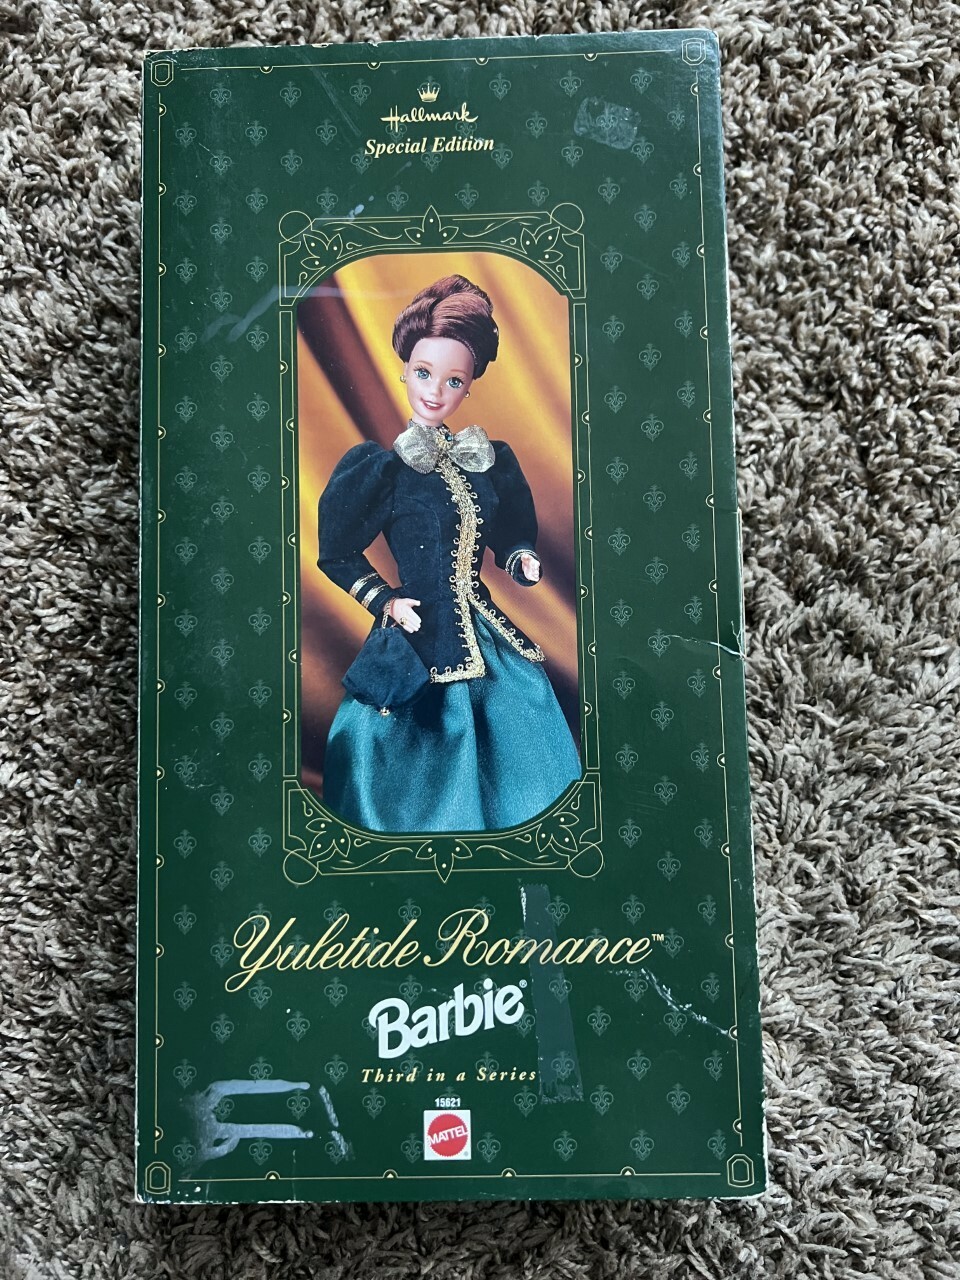 Hallmark
Special Edition
Yuletide Romance™
Barbie®
Third in a Series
15621
MATTEL
®